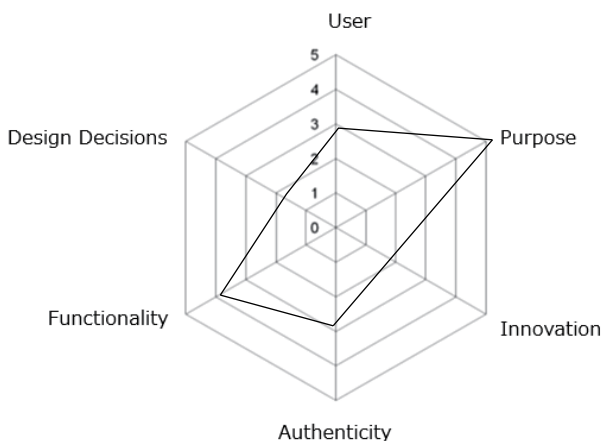 User
5
4
Design Decisions
Purpose
3
2
1
0
Functionality
Innovation
Authenticity